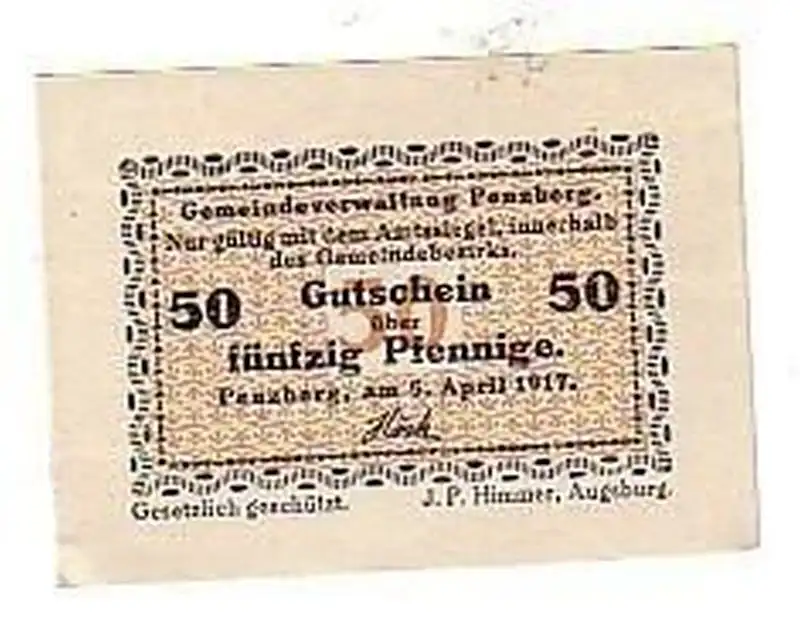 Gemeindeverwaltung Penzberg.
Nur gültig mit dem Amtssiegel, innerhalb
des Gemeindebezirks.
50 Gutschein 50
über
50
fünfzig Pfennige.
Penzberg, am 5. April 1917.
Gesetzlich geschützt. J. P. Himmer, Augsburg.